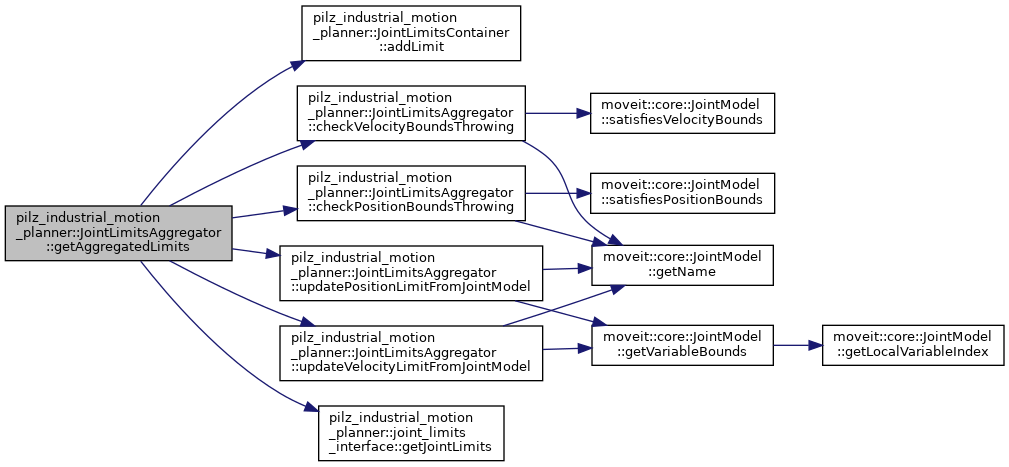 pilz_industrial_motion
_planner::JointLimitsAggregator
::getAggregatedLimits
pilz_industrial_motion
_planner::JointLimitsContainer
::addLimit
pilz_industrial_motion
_planner::JointLimitsAggregator
::checkVelocityBoundsThrowing
pilz_industrial_motion
_planner::JointLimitsAggregator
::checkPositionBoundsThrowing
pilz_industrial_motion
_planner::JointLimitsAggregator
::updatePositionLimitFromJointModel
pilz_industrial_motion
_planner::JointLimitsAggregator
::updateVelocityLimitFromJointModel
pilz_industrial_motion
_planner::joint_limits
_interface::getJointLimits
moveit::core::JointModel
::satisfiesVelocityBounds
moveit::core::JointModel
::satisfiesPositionBounds
moveit::core::JointModel
::getName
moveit::core::JointModel
::getVariableBounds
moveit::core::JointModel
::getLocalVariableIndex